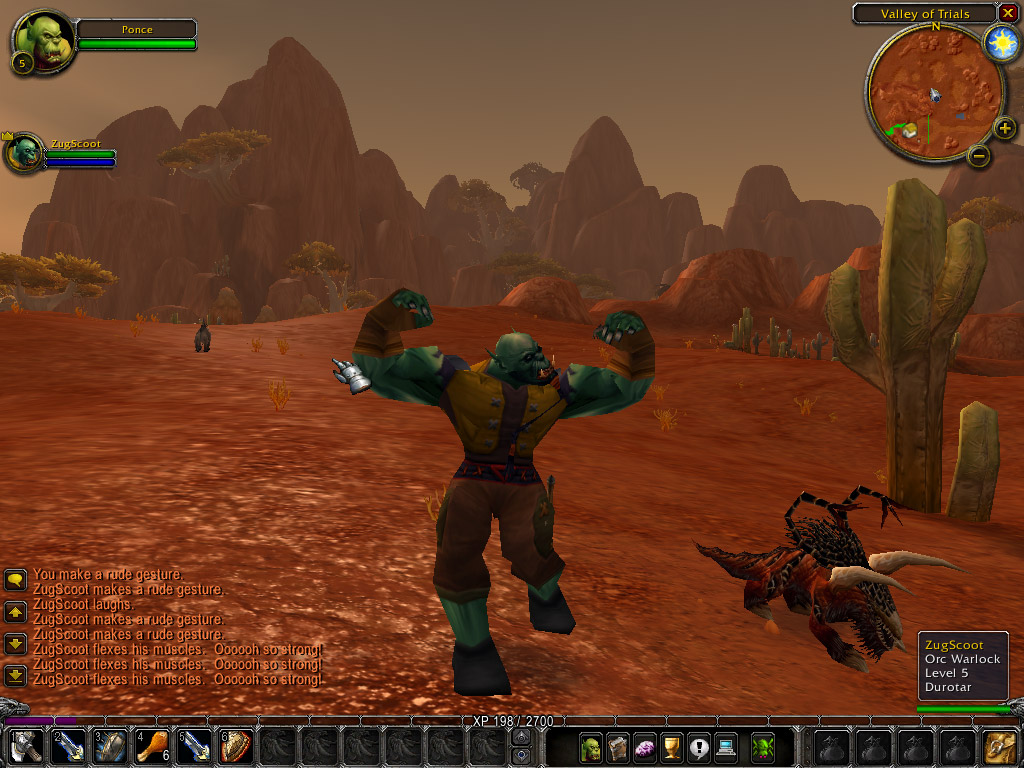 Ponce
5
ZugScoot
Valley of Trials
N
You make a rude gesture.
ZugScoot makes a rude gesture.
ZugScoot laughs.
ZugScoot makes a rude gesture.
ZugScoot makes a rude gesture.
ZugScoot flexes his muscles. Oooooh so strong!
ZugScoot flexes his muscles. Oooooh so strong!
ZugScoot flexes his muscles. Oooooh so strong!
ZugScoot
Orc Warlock
Level 5
Durotar
XP 198 / 2700
2 3 4 6 5 6